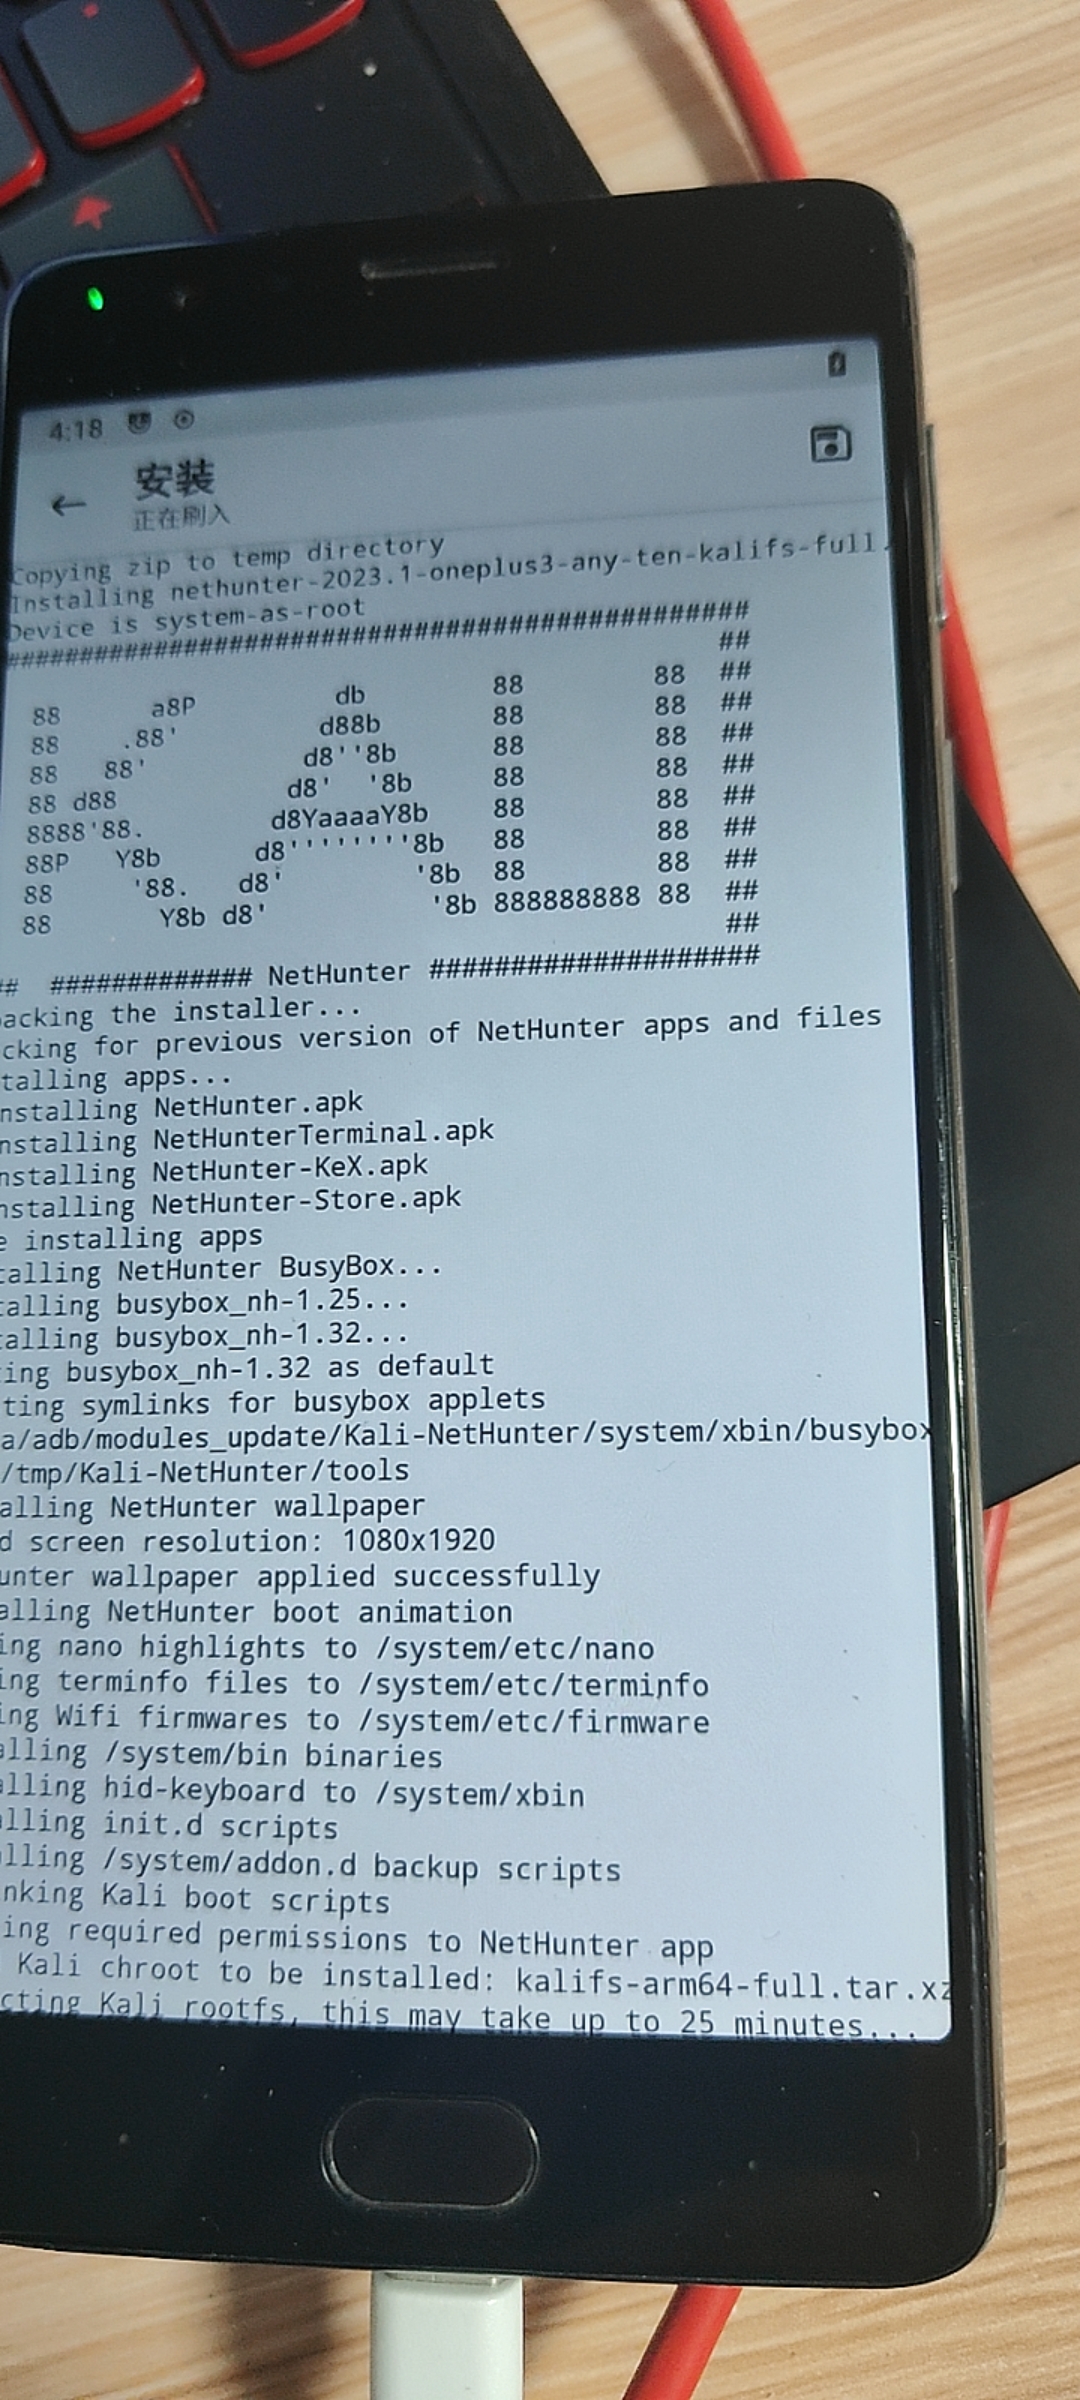 4:18
安装
正在刷入
Copying zip to temp directory
Installing nethunter-2023.1-oneplus3-any-ten-kalifs-full.
Device is system-as-root
##################################################
##
88 a8P db 88 88 ##
88 .88' d88b 88 88 ##
88 88' d8''8b 88 88 ##
88 d88 d8' '8b 88 88 ##
8888'88. d8YaaaaY8b 88 88 ##
88P Y8b d8''''''''8b 88 88 ##
88 '88. d8' '8b 88 88 ##
88 Y8b d8' '8b 888888888 88 ##
##
## ############# NetHunter ####################
acking the installer...
cking for previous version of NetHunter apps and files
talling apps...
nstalling NetHunter.apk
nstalling NetHunterTerminal.apk
nstalling NetHunter-KeX.apk
nstalling NetHunter-Store.apk
e installing apps
talling NetHunter BusyBox...
talling busybox_nh-1.25...
talling busybox_nh-1.32...
ting busybox_nh-1.32 as default
ting symlinks for busybox applets
a/adb/modules_update/Kali-NetHunter/system/xbin/busybox
/tmp/Kali-NetHunter/tools
alling NetHunter wallpaper
d screen resolution: 1080x1920
unter wallpaper applied successfully
alling NetHunter boot animation
ing nano highlights to /system/etc/nano
ing terminfo files to /system/etc/terminfo
ing Wifi firmwares to /system/etc/firmware
alling /system/bin binaries
alling hid-keyboard to /system/xbin
alling init.d scripts
lling /system/addon.d backup scripts
nking Kali boot scripts
ing required permissions to NetHunter app
Kali chroot to be installed: kalifs-arm64-full.tar.xz
cting Kali rootfs, this may take up to 25 minutes...